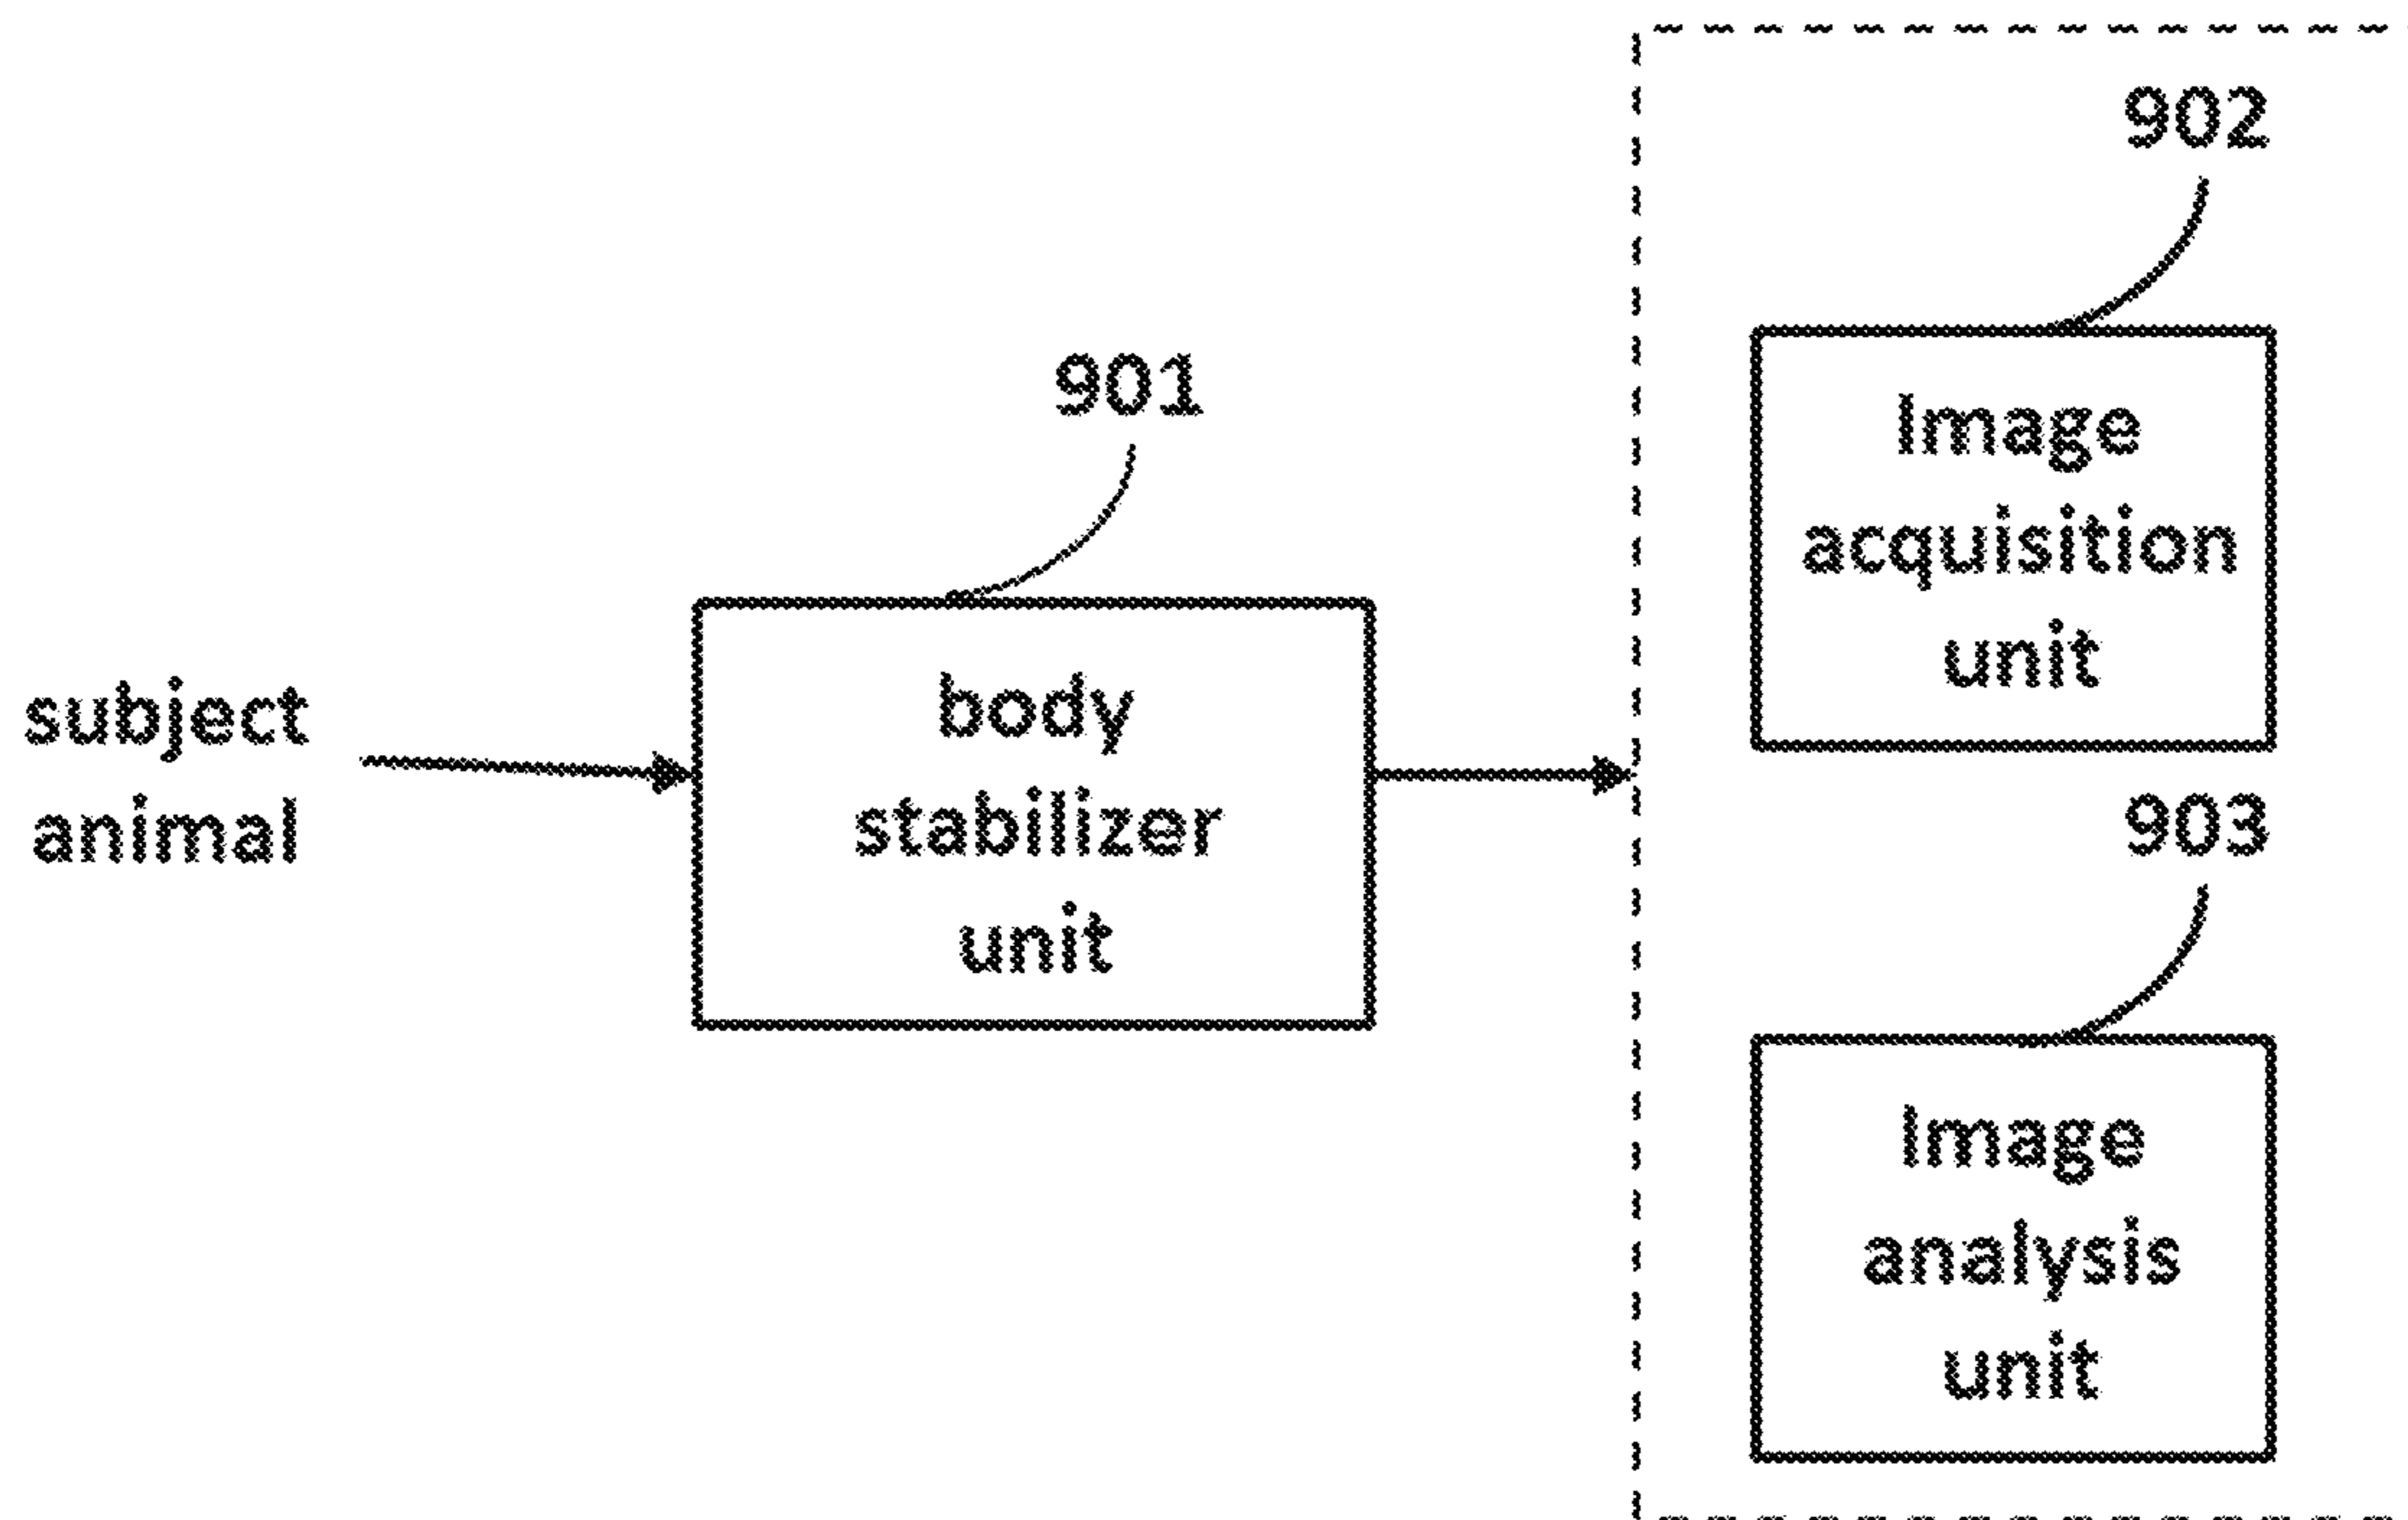 subject
animal
901
body
stabilizer
unit
902
Image
acquisition
unit
903
Image
analysis
unit